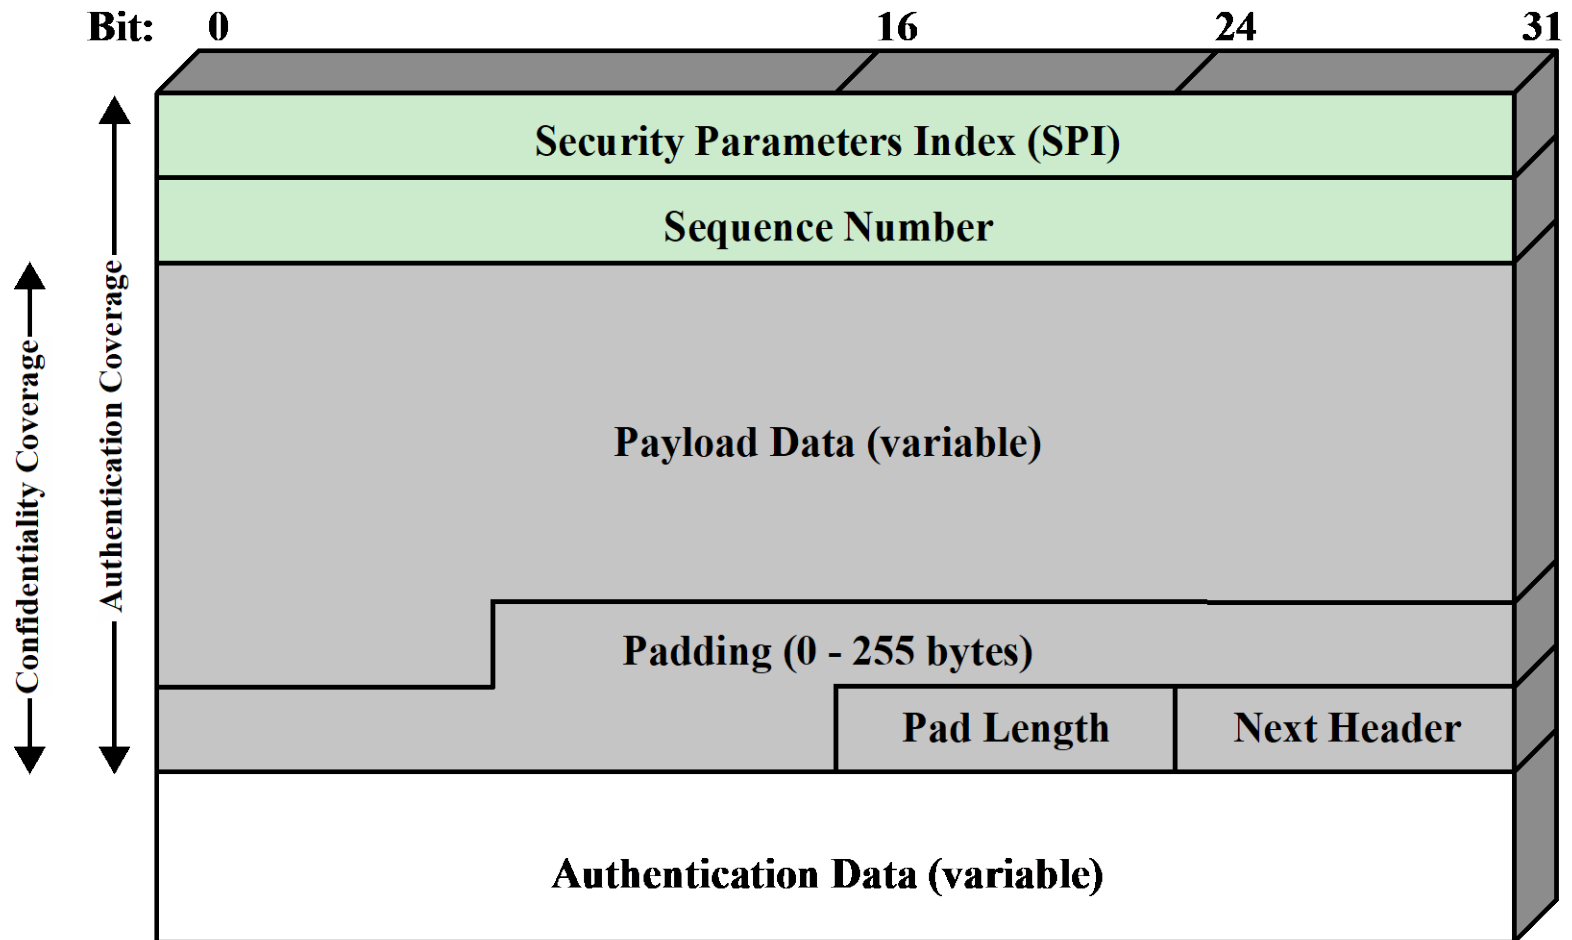 Bit: 0 16 24 31
Security Parameters Index (SPI)
Sequence Number
Confidentiality Coverage
Authentication Coverage
Payload Data (variable)
Padding (0 - 255 bytes)
Pad Length Next Header
Authentication Data (variable)